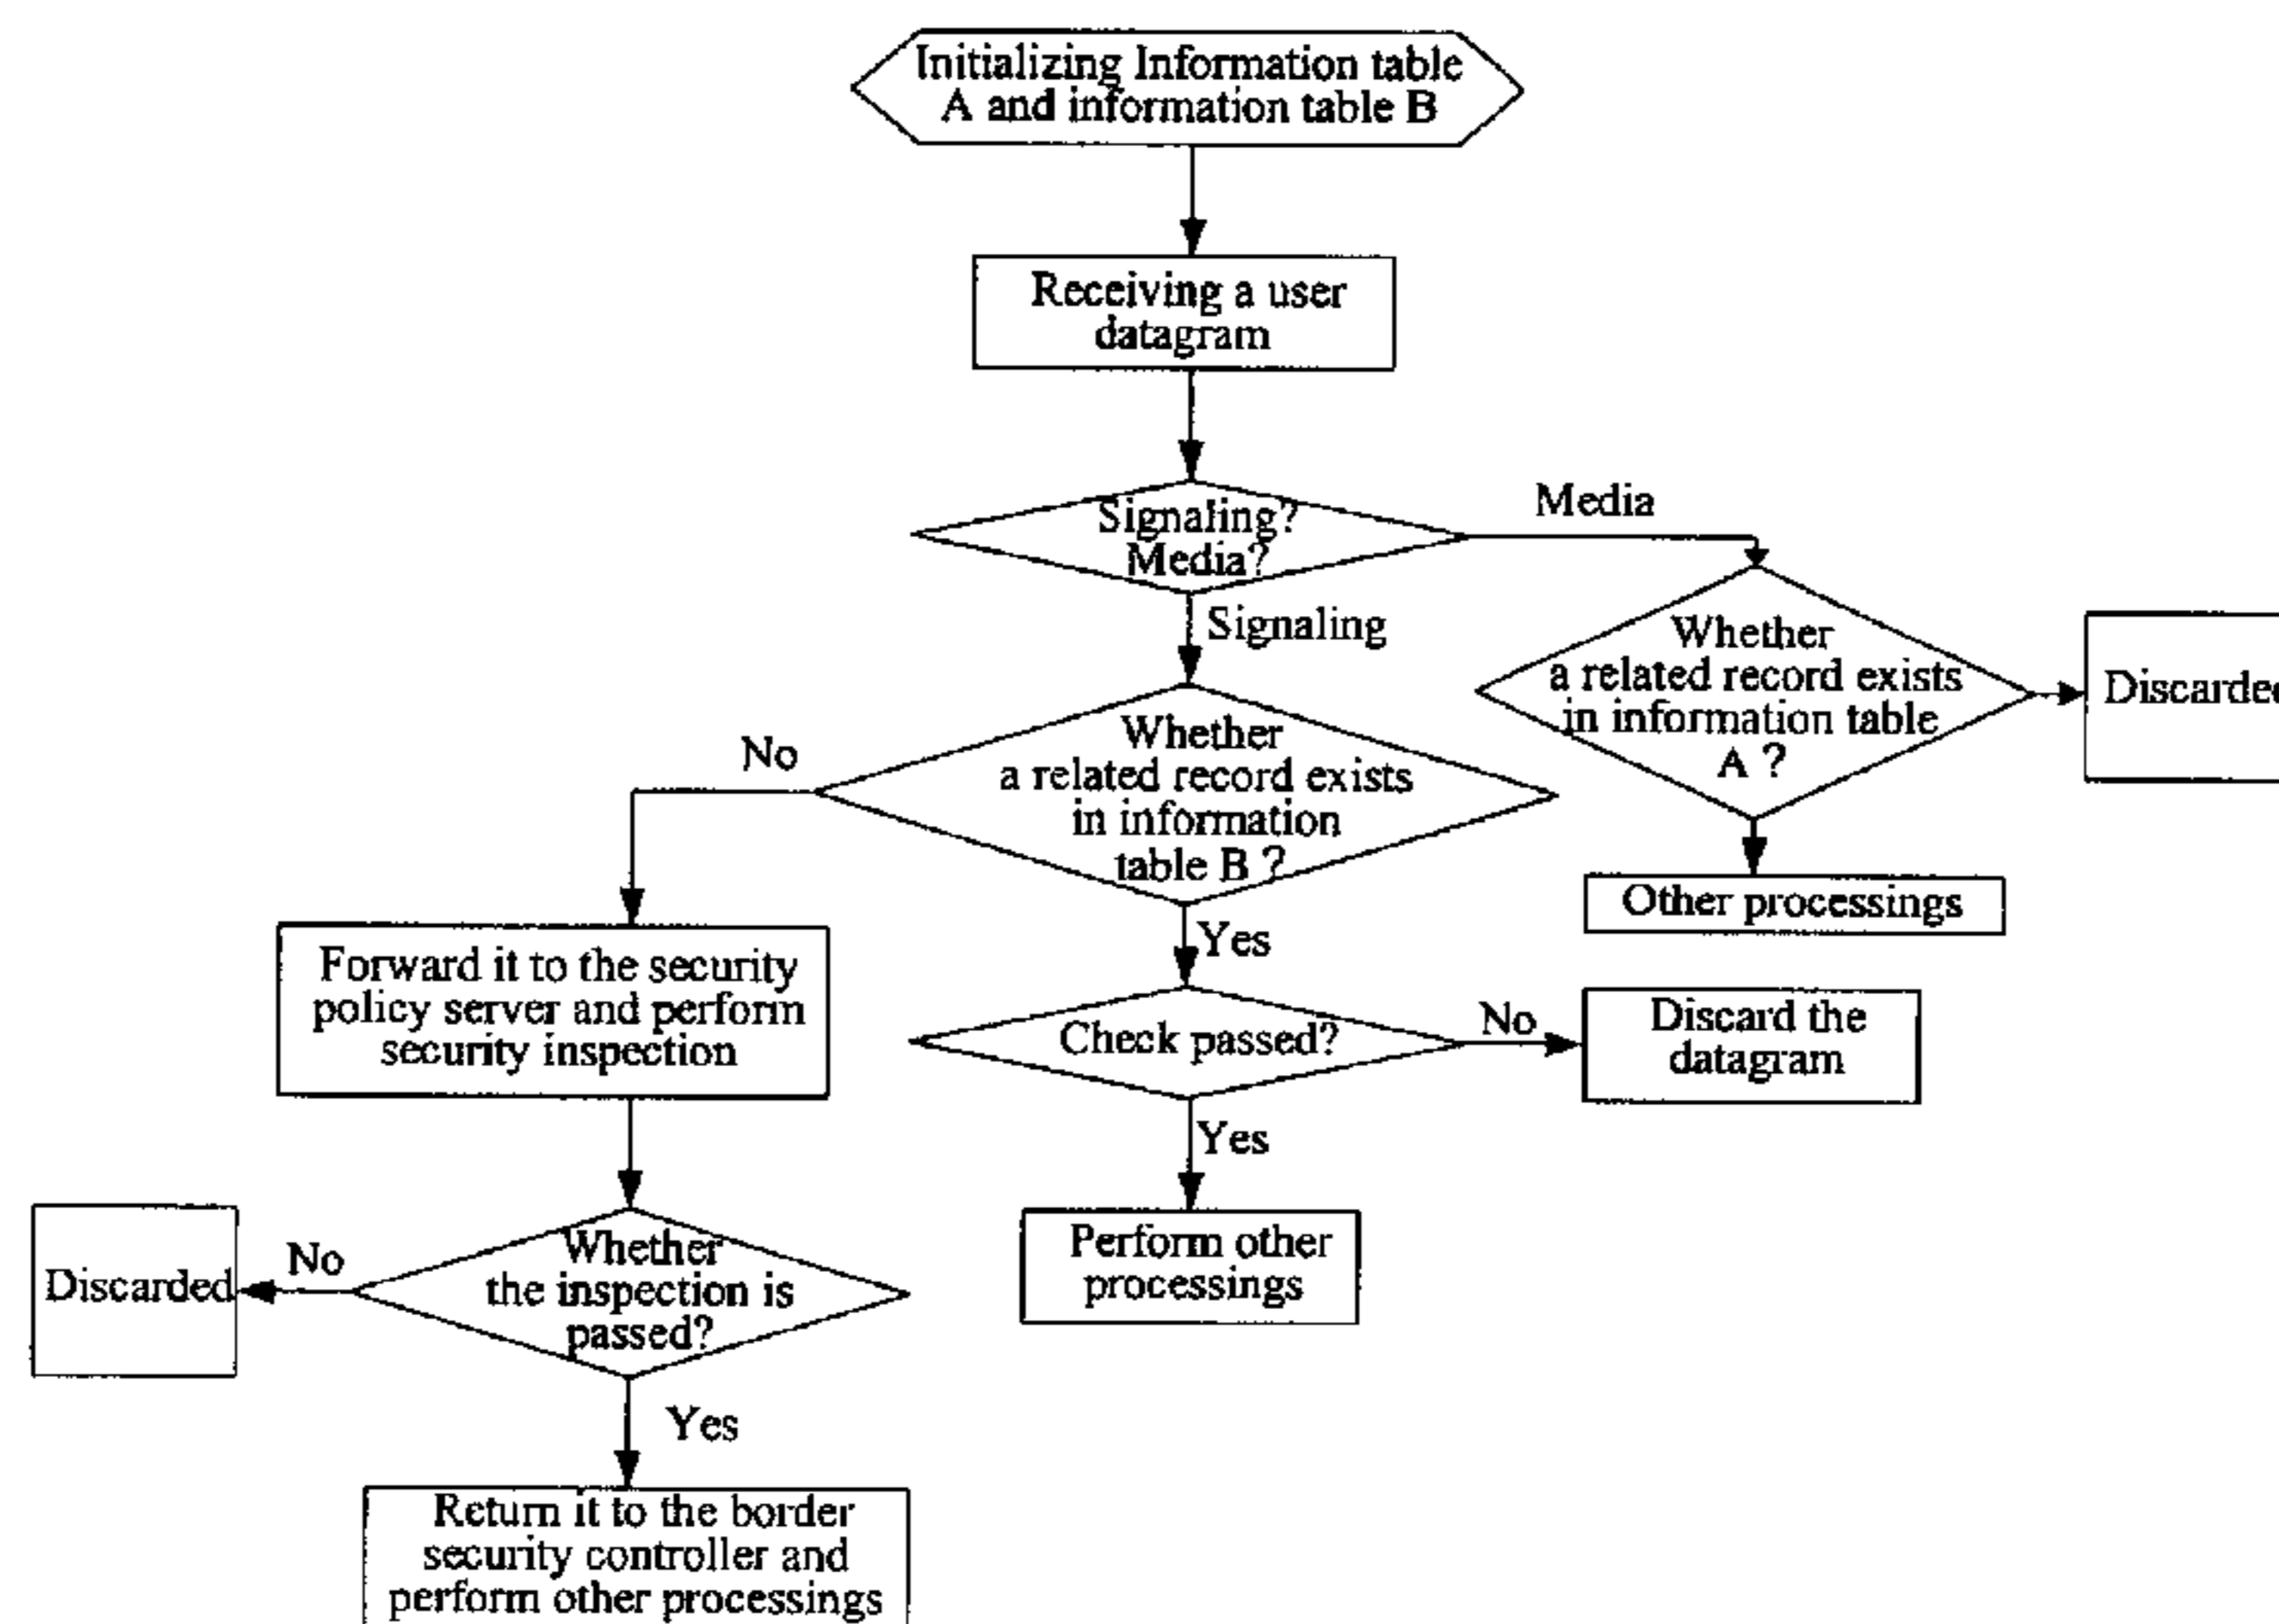 Initializing Information table
A and information table B
Receiving a user
datagram
Signaling?
Media?
Media
Signaling
Whether
a related record exists
in information table
A ?
Discarded
Other processings
Whether
a related record exists
in information
table B ?
No
Yes
Forward it to the security
policy server and perform
security inspection
Check passed?
No
Discard the
datagram
Yes
Perform other
processings
Whether
the inspection is
passed?
No
Discarded
Yes
Return it to the border
security controller and
perform other processings